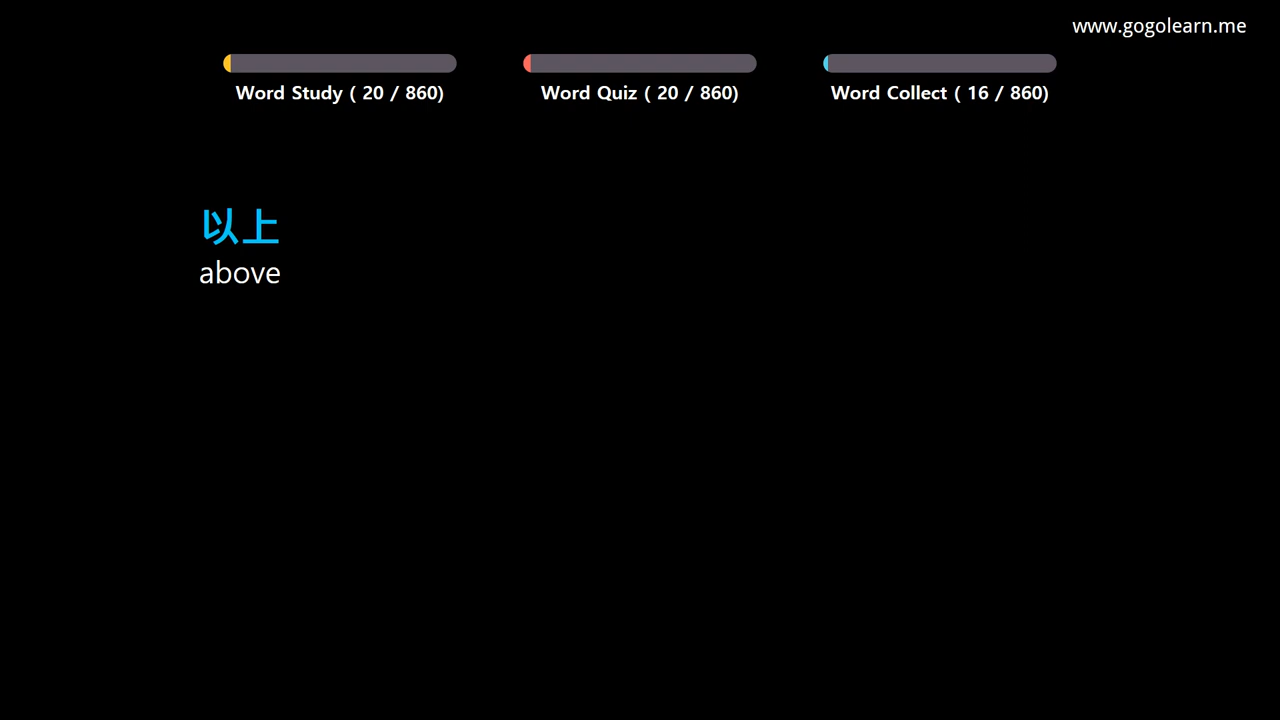 www.gogolearn.me
Word Study ( 20 / 860)
Word Quiz ( 20 / 860)
Word Collect ( 16 / 860)
以上
above